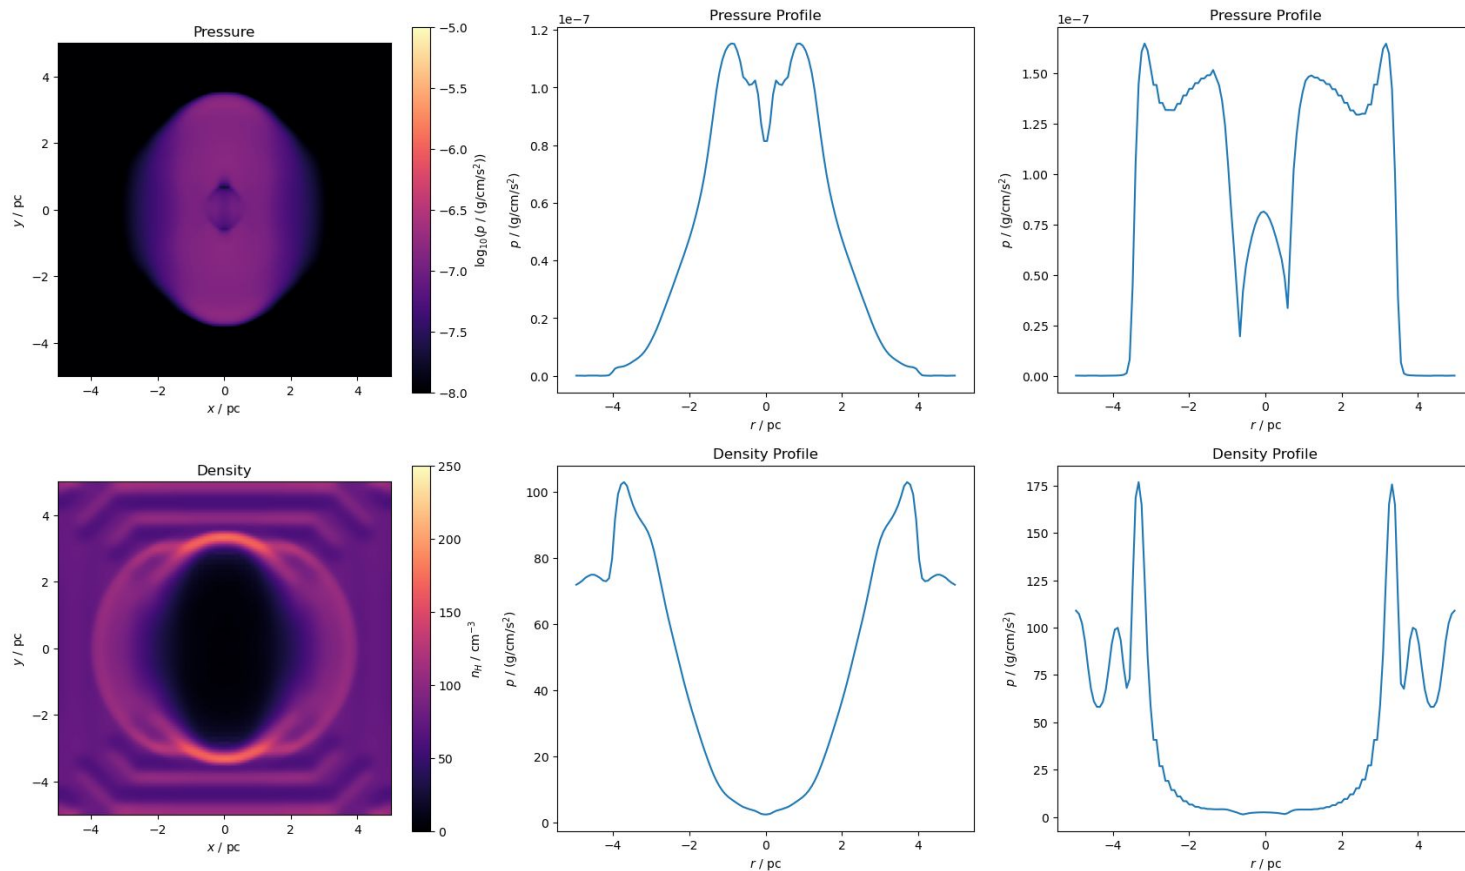 Pressure
4
2
0
−2
−4
y / pc
−4 −2 0 2 4
x / pc
−5.0
−5.5
−6.0
−6.5
−7.0
−7.5
−8.0
log₁₀(p / (g/cm/s²))
Pressure Profile
1e−7
1.2
1.0
0.8
0.6
0.4
0.2
0.0
p / (g/cm/s²)
−4 −2 0 2 4
r / pc
Pressure Profile
1e−7
1.50
1.25
1.00
0.75
0.50
0.25
0.00
p / (g/cm/s²)
−4 −2 0 2 4
r / pc
Density
4
2
0
−2
−4
y / pc
−4 −2 0 2 4
x / pc
250
200
150
100
50
0
n_H / cm⁻³
Density Profile
100
80
60
40
20
0
p / (g/cm/s²)
−4 −2 0 2 4
r / pc
Density Profile
175
150
125
100
75
50
25
0
p / (g/cm/s²)
−4 −2 0 2 4
r / pc